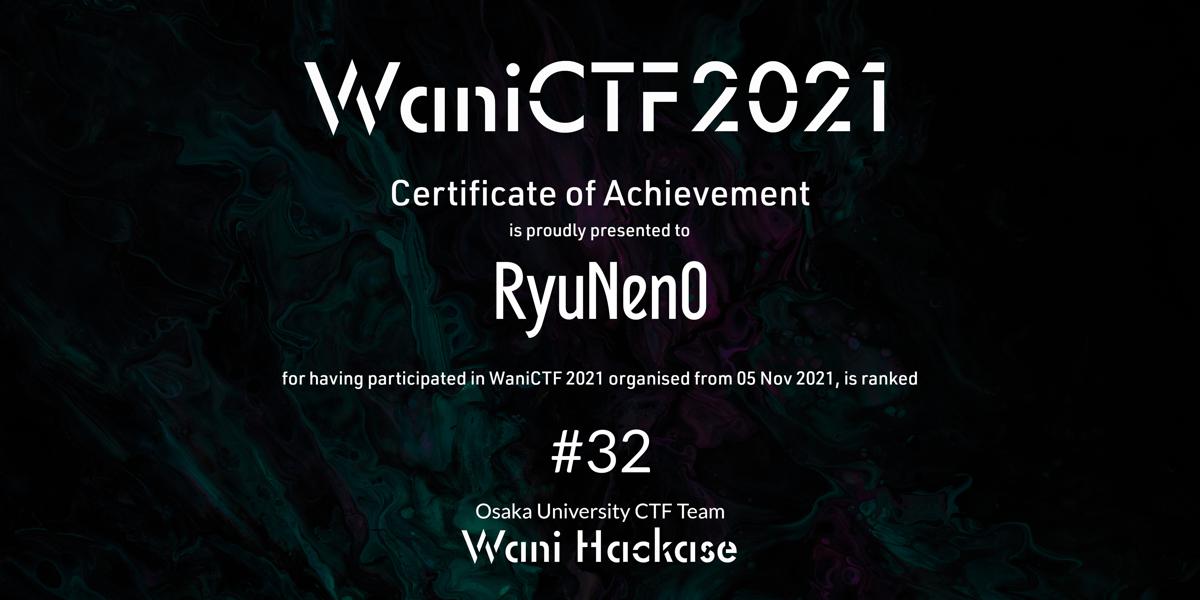 WaniCTF2021
Certificate of Achievement
is proudly presented to
RyuNen0
for having participated in WaniCTF 2021 organised from 05 Nov 2021, is ranked
#32
Osaka University CTF Team
Wani Hackase